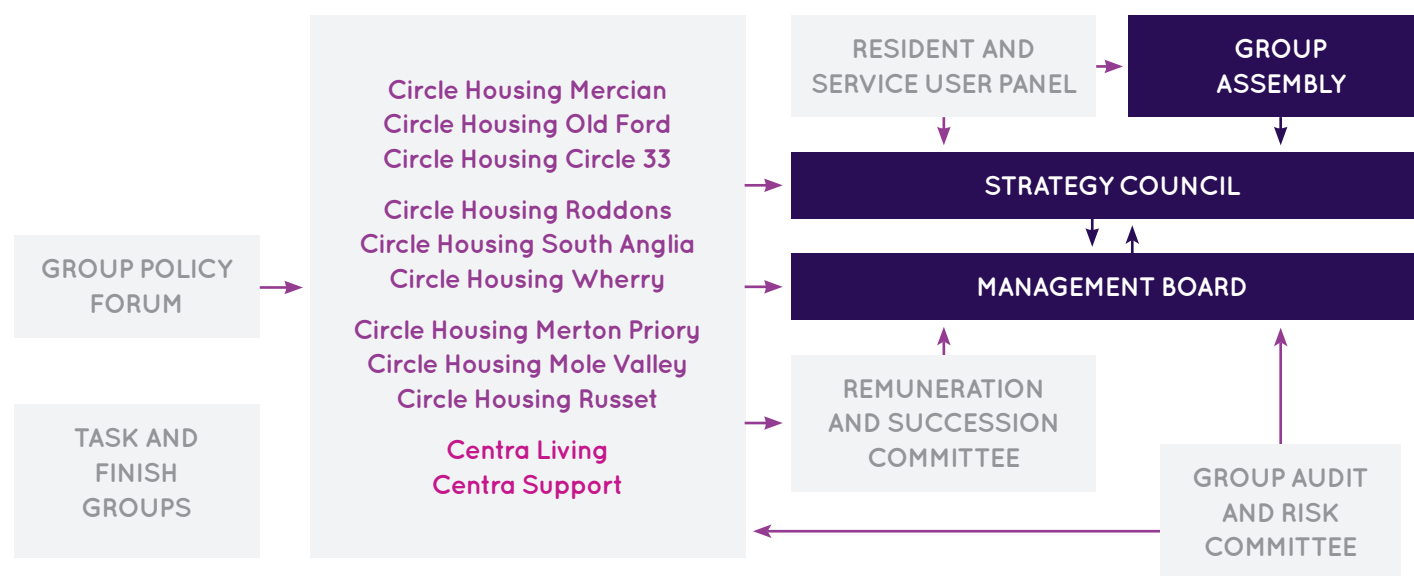 GROUP POLICY
FORUM
TASK AND
FINISH
GROUPS
Circle Housing Mercian
Circle Housing Old Ford
Circle Housing Circle 33
Circle Housing Roddons
Circle Housing South Anglia
Circle Housing Wherry
Circle Housing Merton Priory
Circle Housing Mole Valley
Circle Housing Russet
Centra Living
Centra Support
RESIDENT AND
SERVICE USER PANEL
GROUP
ASSEMBLY
STRATEGY COUNCIL
MANAGEMENT BOARD
REMUNERATION
AND SUCCESSION
COMMITTEE
GROUP AUDIT
AND RISK
COMMITTEE